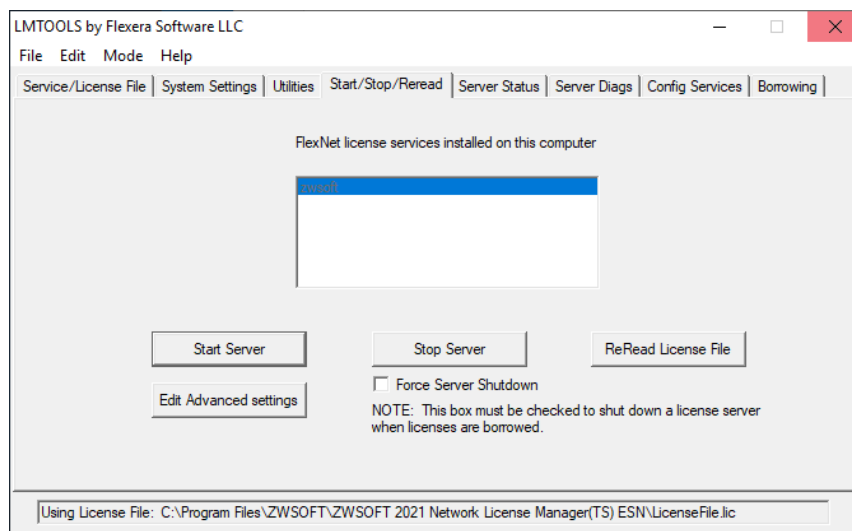 LMTOOLS by Flexera Software LLC
File Edit Mode Help
Service/License File System Settings Utilities Start/Stop/Reread Server Status Server Diags Config Services Borrowing
FlexNet license services installed on this computer
zwsoft
Start Server Stop Server ReRead License File
Edit Advanced settings Force Server Shutdown
NOTE: This box must be checked to shut down a license server
when licenses are borrowed.
Using License File: C:\Program Files\ZWSOFT\ZWSOFT 2021 Network License Manager(TS) ESN\LicenseFile.lic